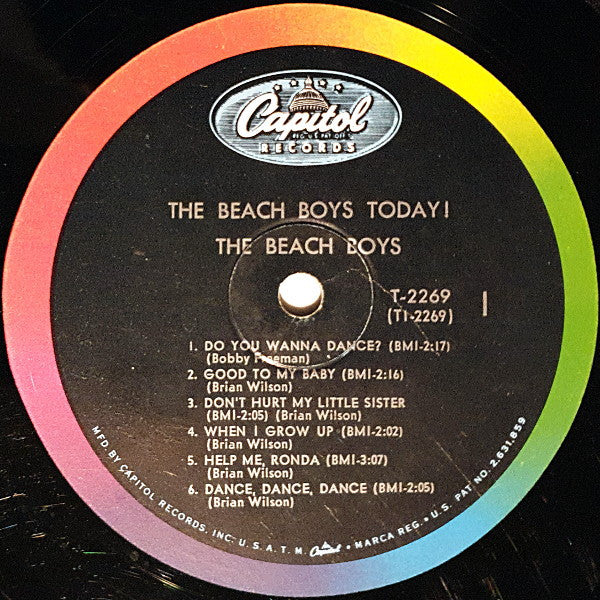 Capitol
REG. U.S. PAT. OFF.
RECORDS
THE BEACH BOYS TODAY!
THE BEACH BOYS
T-2269
(T1-2269)
1
1. DO YOU WANNA DANCE? (BMI-2:17)
(Bobby Freeman)
2. GOOD TO MY BABY (BMI-2:16)
(Brian Wilson)
3. DON'T HURT MY LITTLE SISTER
(BMI-2:05) (Brian Wilson)
4. WHEN I GROW UP (BMI-2:02)
(Brian Wilson)
5. HELP ME, RONDA (BMI-3:07)
(Brian Wilson)
6. DANCE, DANCE, DANCE (BMI-2:05)
(Brian Wilson)
MFD. BY CAPITOL RECORDS, INC. U.S.A. T.M. Capitol • MARCA REG. • U.S. PAT. NO. 2,631,859